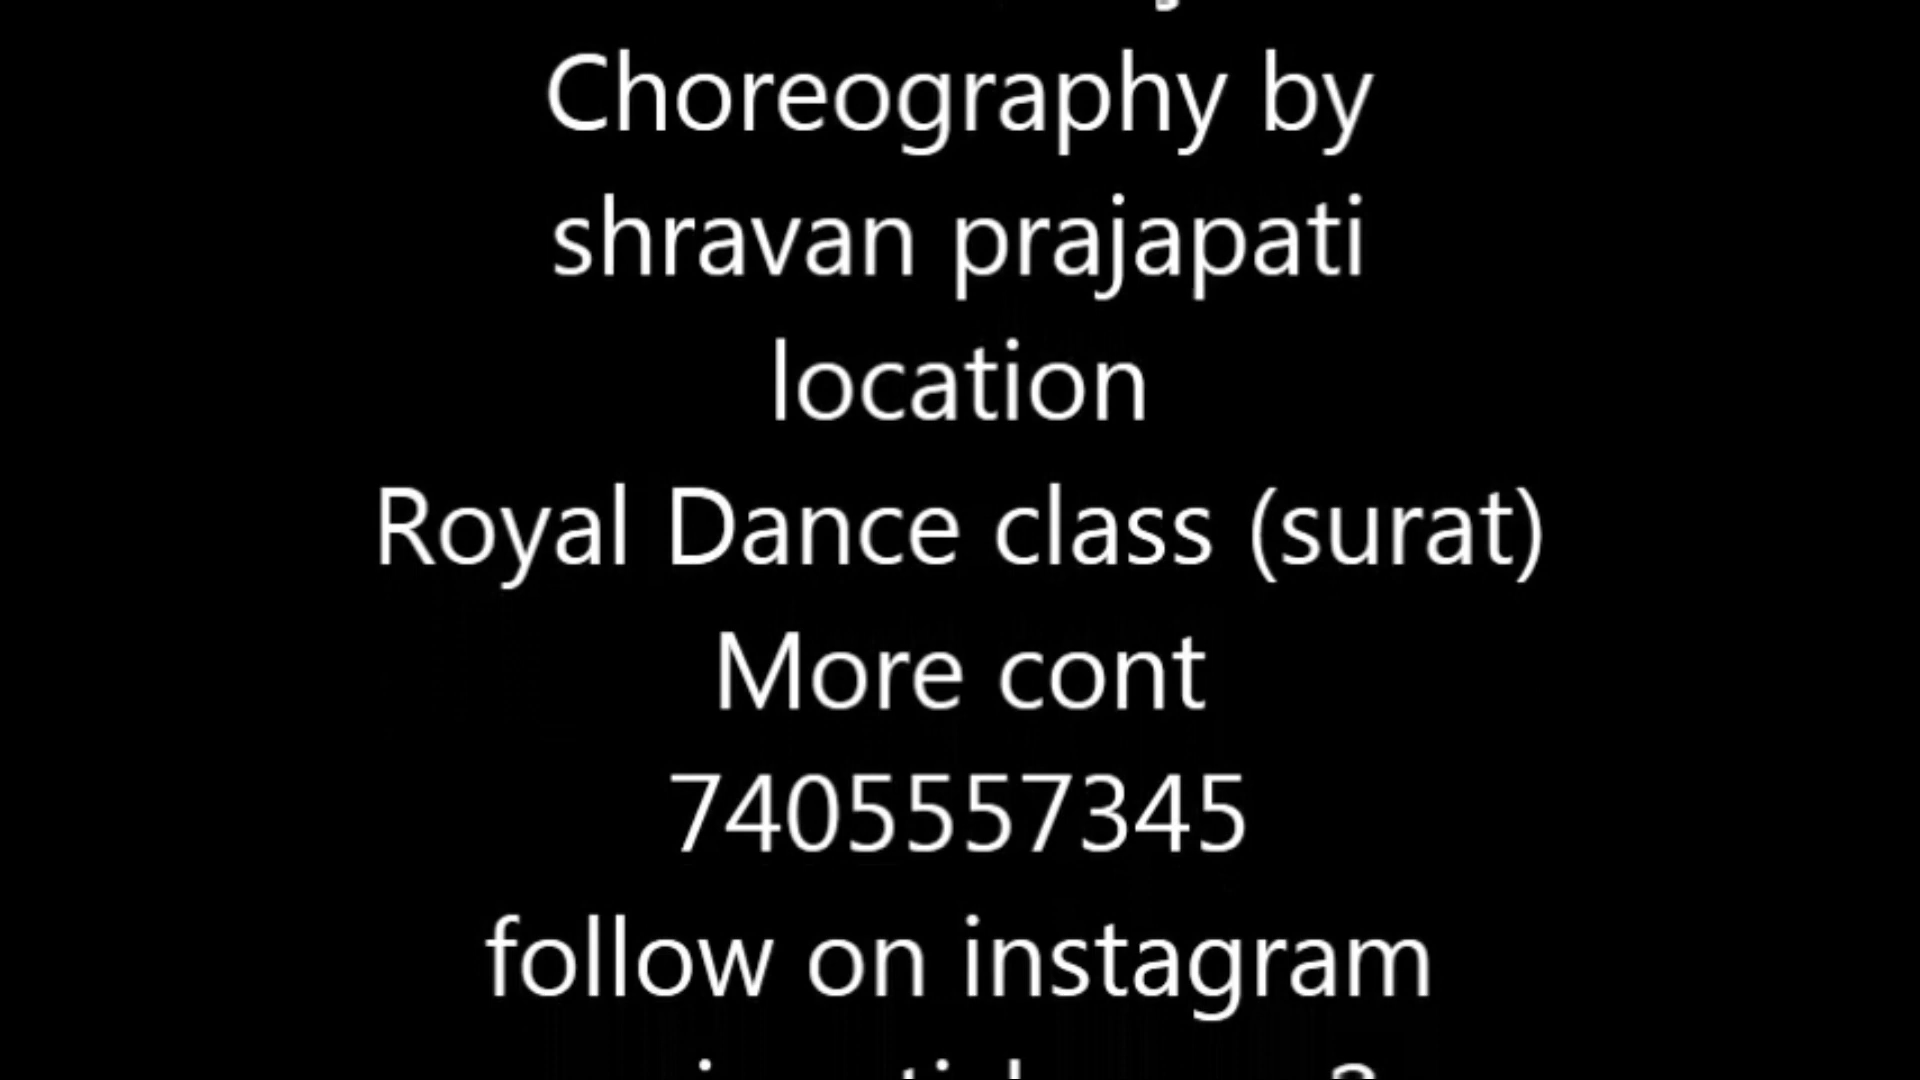 Choreography by
shravan prajapati
location
Royal Dance class (surat)
More cont
7405557345
follow on instagram